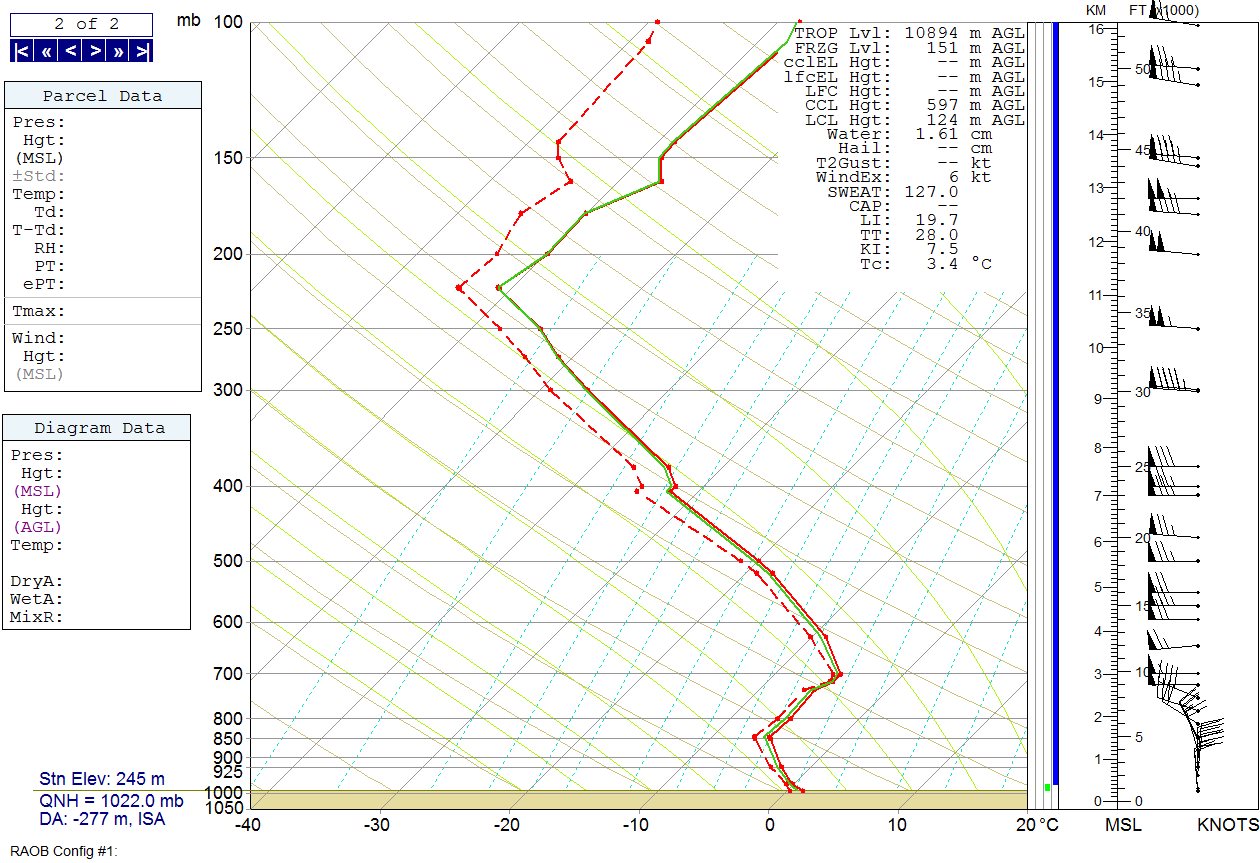 2 of 2
|< « < > » >|
Parcel Data
Pres:
Hgt:
(MSL)
±Std:
Temp:
Td:
T-Td:
RH:
PT:
ePT:
Tmax:
Wind:
Hgt:
(MSL)
Diagram Data
Pres:
Hgt:
(MSL)
Hgt:
(AGL)
Temp:
DryA:
WetA:
MixR:
Stn Elev: 245 m
QNH = 1022.0 mb
DA: -277 m, ISA
RAOB Config #1:
mb
100
150
200
250
300
400
500
600
700
800
850
900
925
1000
1050
-40 -30 -20 -10 0 10 20 °C
TROP Lvl: 10894 m AGL
FRZG Lvl: 151 m AGL
cclEL Hgt: -- m AGL
lfcEL Hgt: -- m AGL
LFC Hgt: -- m AGL
CCL Hgt: 597 m AGL
LCL Hgt: 124 m AGL
Water: 1.61 cm
Hail: -- cm
T2Gust: -- kt
WindEx: 6 kt
SWEAT: 127.0
CAP: --
LI: 19.7
TT: 28.0
KI: 7.5
Tc: 3.4 °C
KM FT (x1000)
16
15
14
13
12
11
10
9
8
7
6
5
4
3
2
1
0
50
45
40
35
30
25
20
15
10
5
0
MSL KNOTS